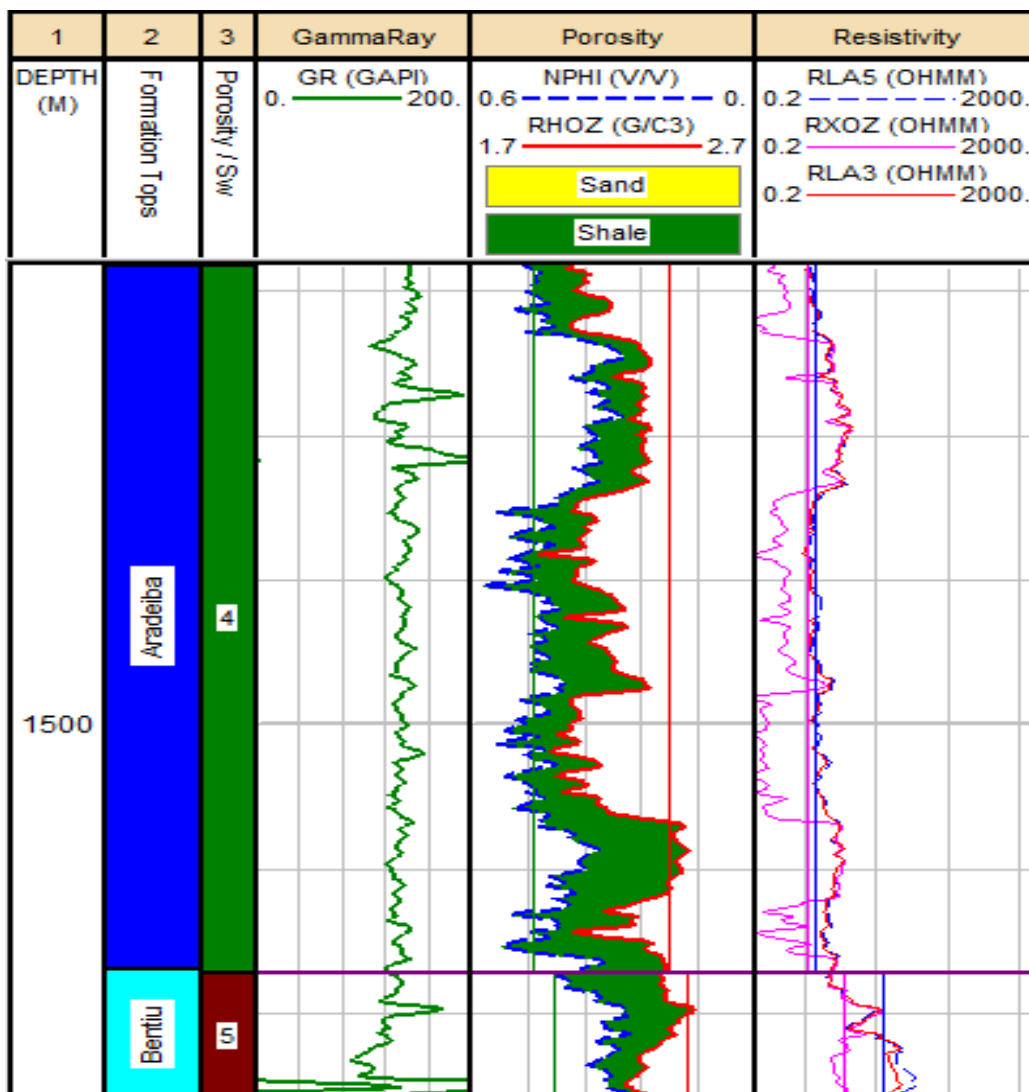 1 2 3 GammaRay Porosity Resistivity
DEPTH (M)
Formation Tops
Porosity / Sw
GR (GAPI)
0. 200.
NPHI (V/V)
0.6 0.
RHOZ (G/C3)
1.7 2.7
Sand
Shale
RLA5 (OHMM)
0.2 2000.
RXOZ (OHMM)
0.2 2000.
RLA3 (OHMM)
0.2 2000.
Aradeiba
4
1500
Bentiu
5